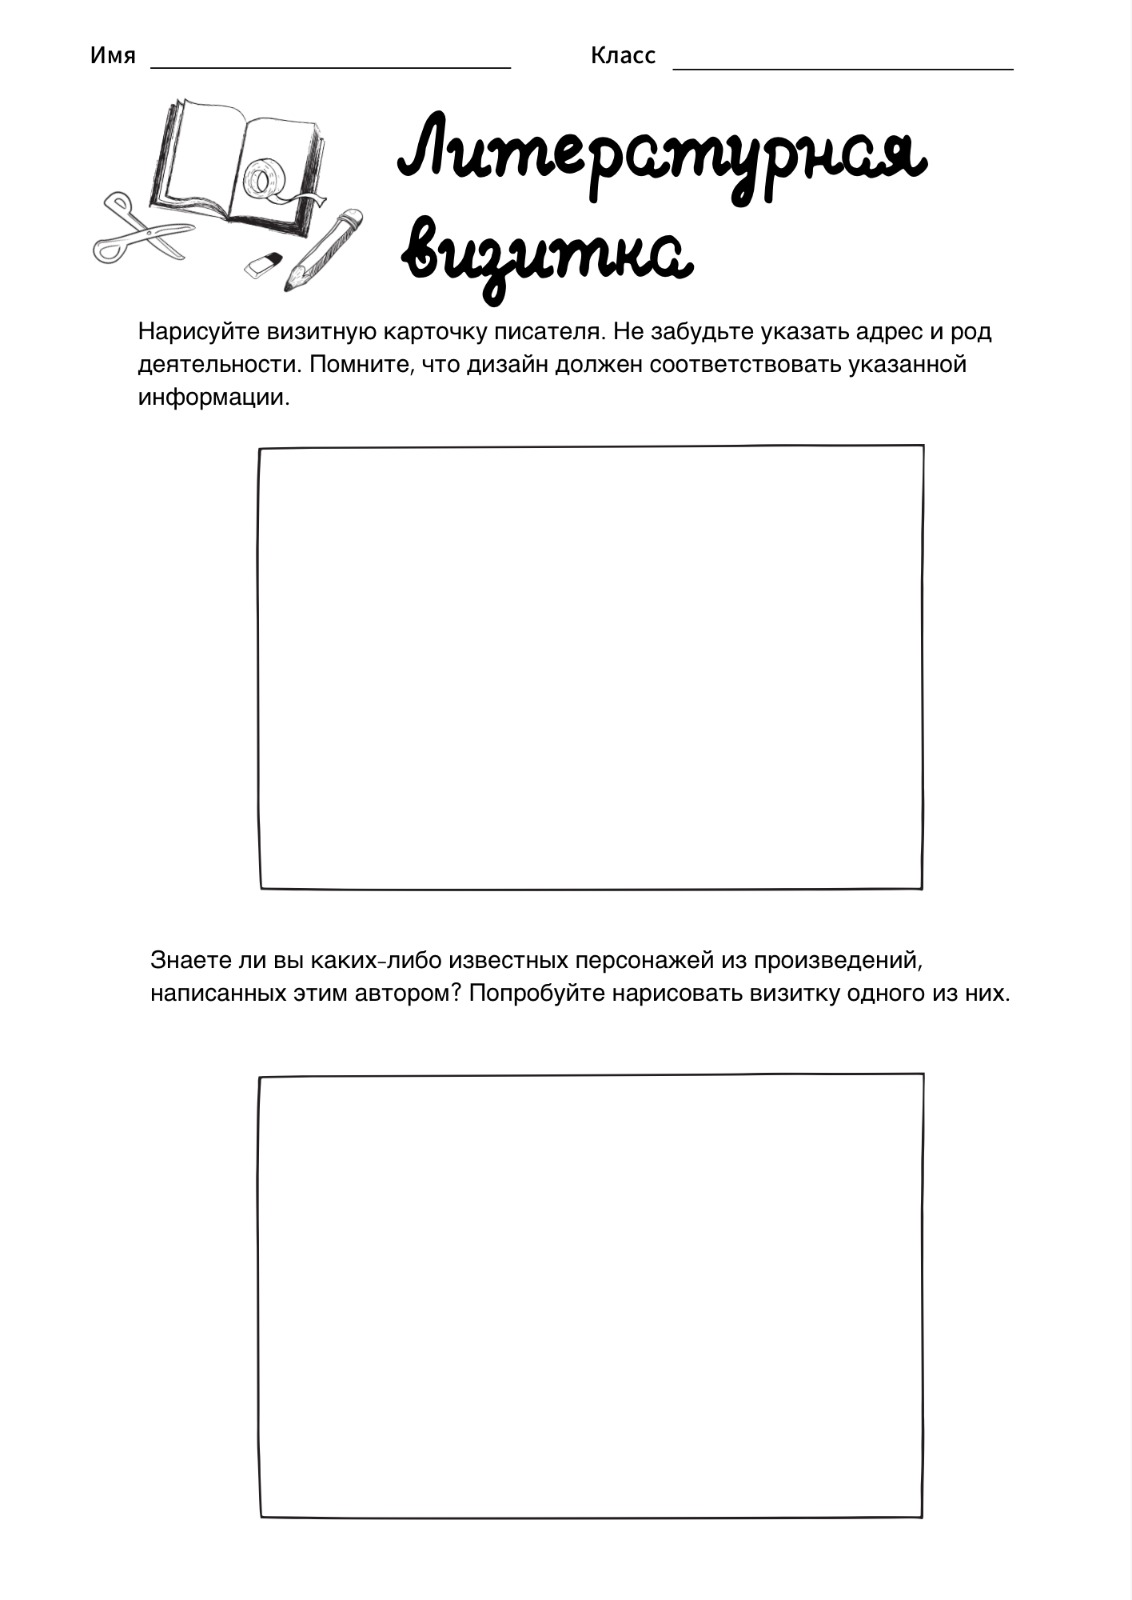 Имя
Класс
Литературная
визитка
Нарисуйте визитную карточку писателя. Не забудьте указать адрес и род
деятельности. Помните, что дизайн должен соответствовать указанной
информации.
Знаете ли вы каких-либо известных персонажей из произведений,
написанных этим автором? Попробуйте нарисовать визитку одного из них.